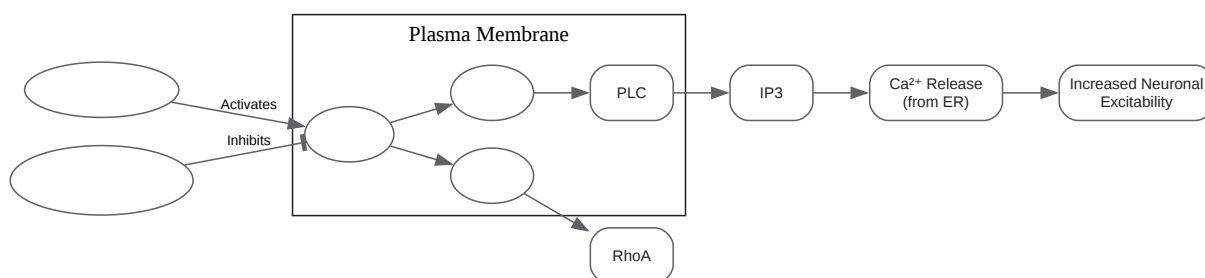 Plasma Membrane
Activates
Inhibits
PLC
IP3
Ca²⁺ Release
(from ER)
Increased Neuronal
Excitability
RhoA